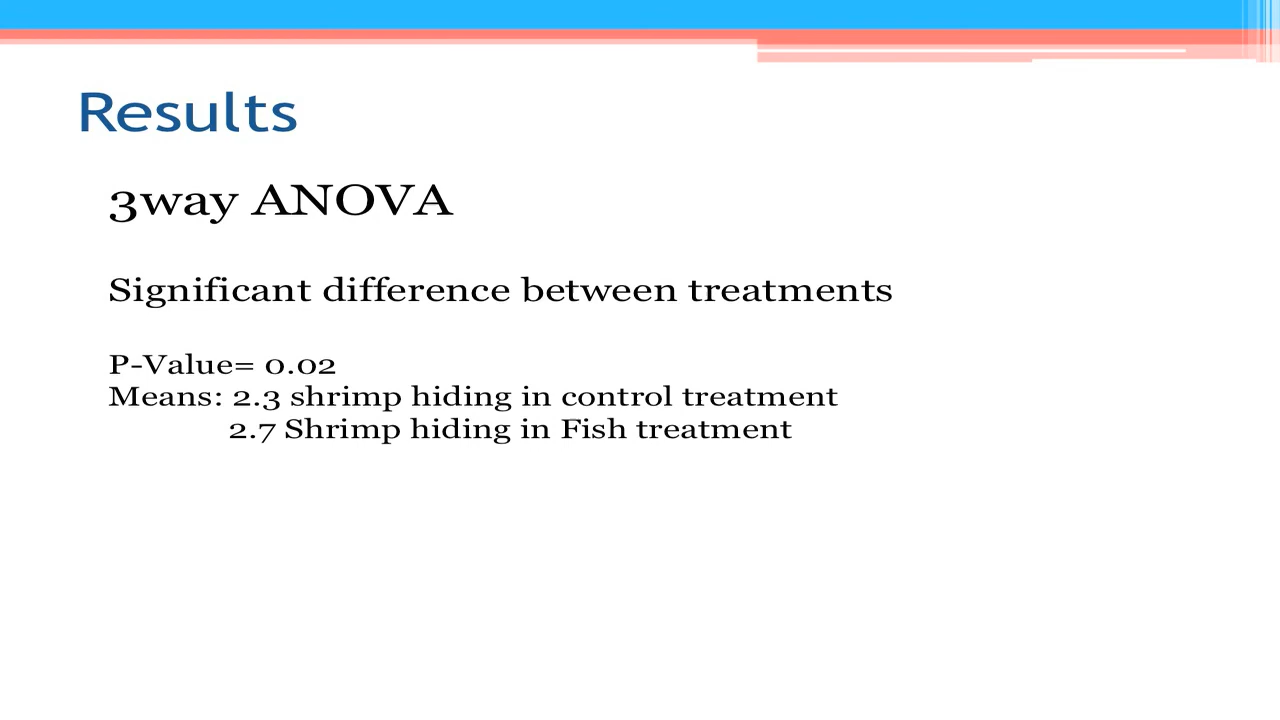 Results
3way ANOVA
Significant difference between treatments
P-Value= 0.02
Means: 2.3 shrimp hiding in control treatment
2.7 Shrimp hiding in Fish treatment